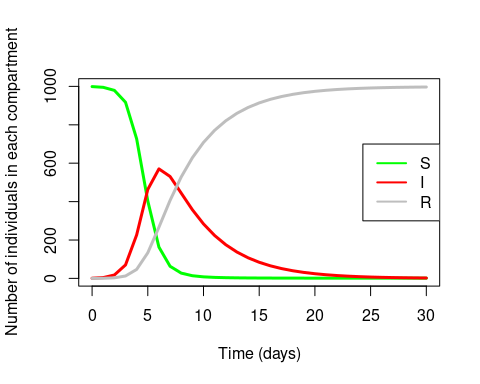 Number of individuals in each compartment
1000
600
200
0
S
I
R
0 5 10 15 20 25 30
Time (days)